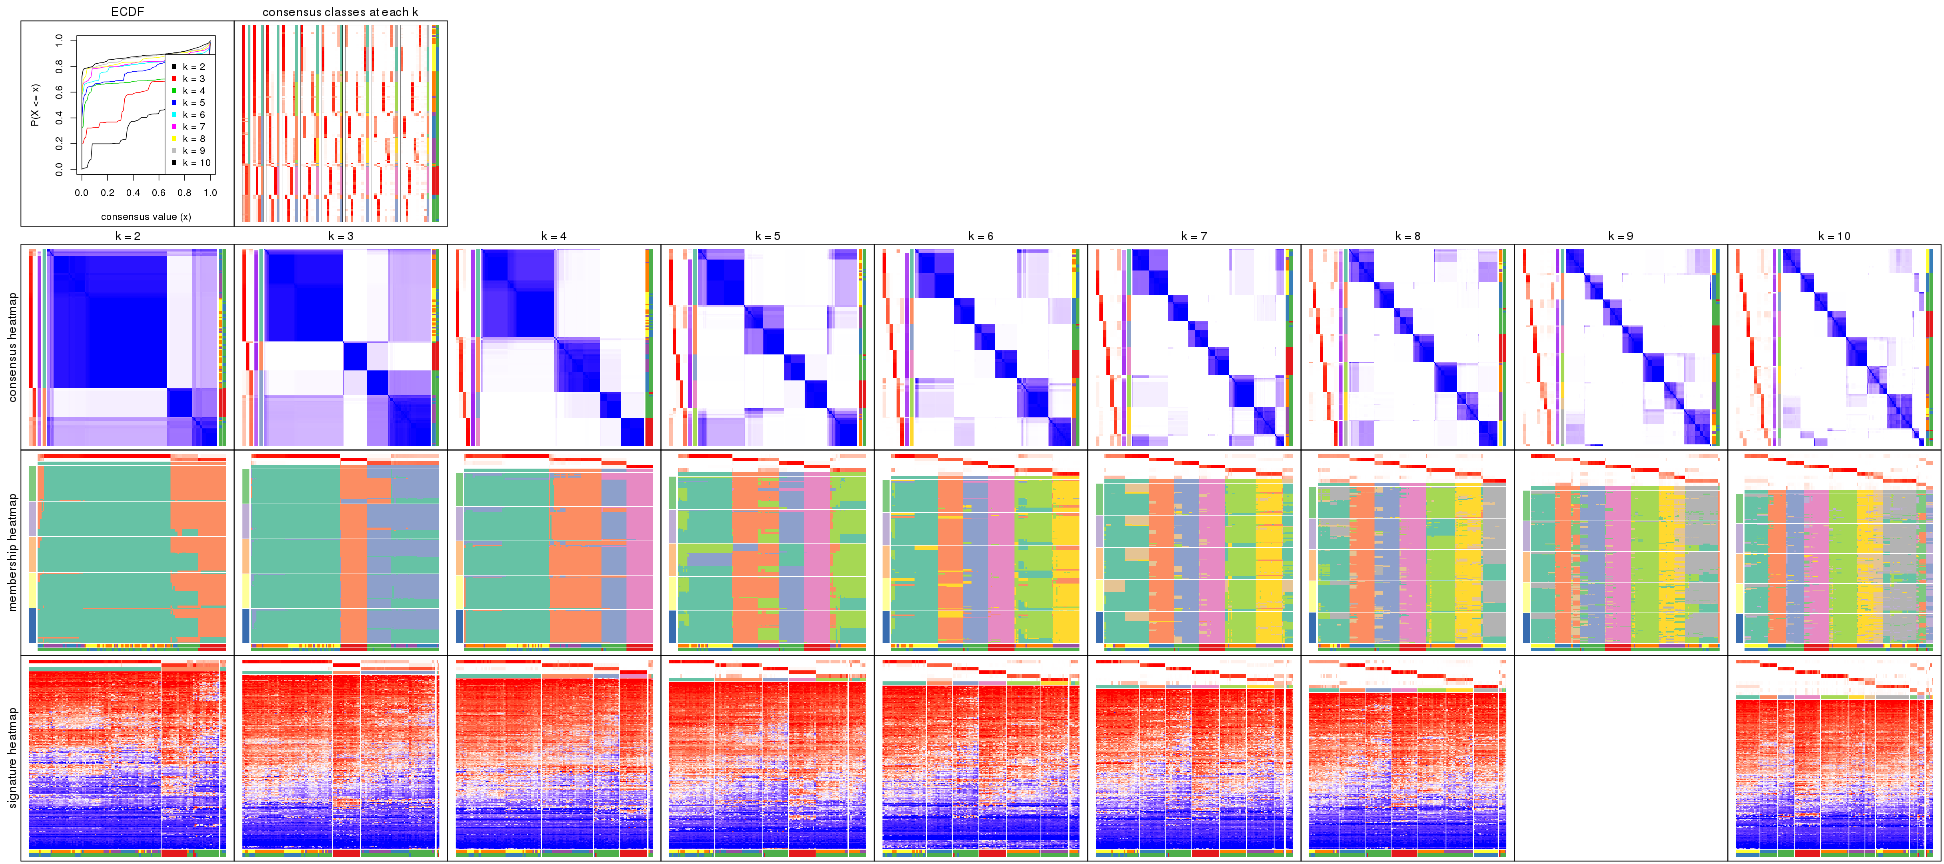 ECDF
consensus classes at each k
P(X <= x)
0.0 0.2 0.4 0.6 0.8 1.0
k = 2
k = 3
k = 4
k = 5
k = 6
k = 7
k = 8
k = 9
k = 10
0.0 0.2 0.4 0.6 0.8 1.0
consensus value (x)
k = 2 k = 3 k = 4 k = 5 k = 6 k = 7 k = 8 k = 9 k = 10
consensus heatmap
membership heatmap
signature heatmap